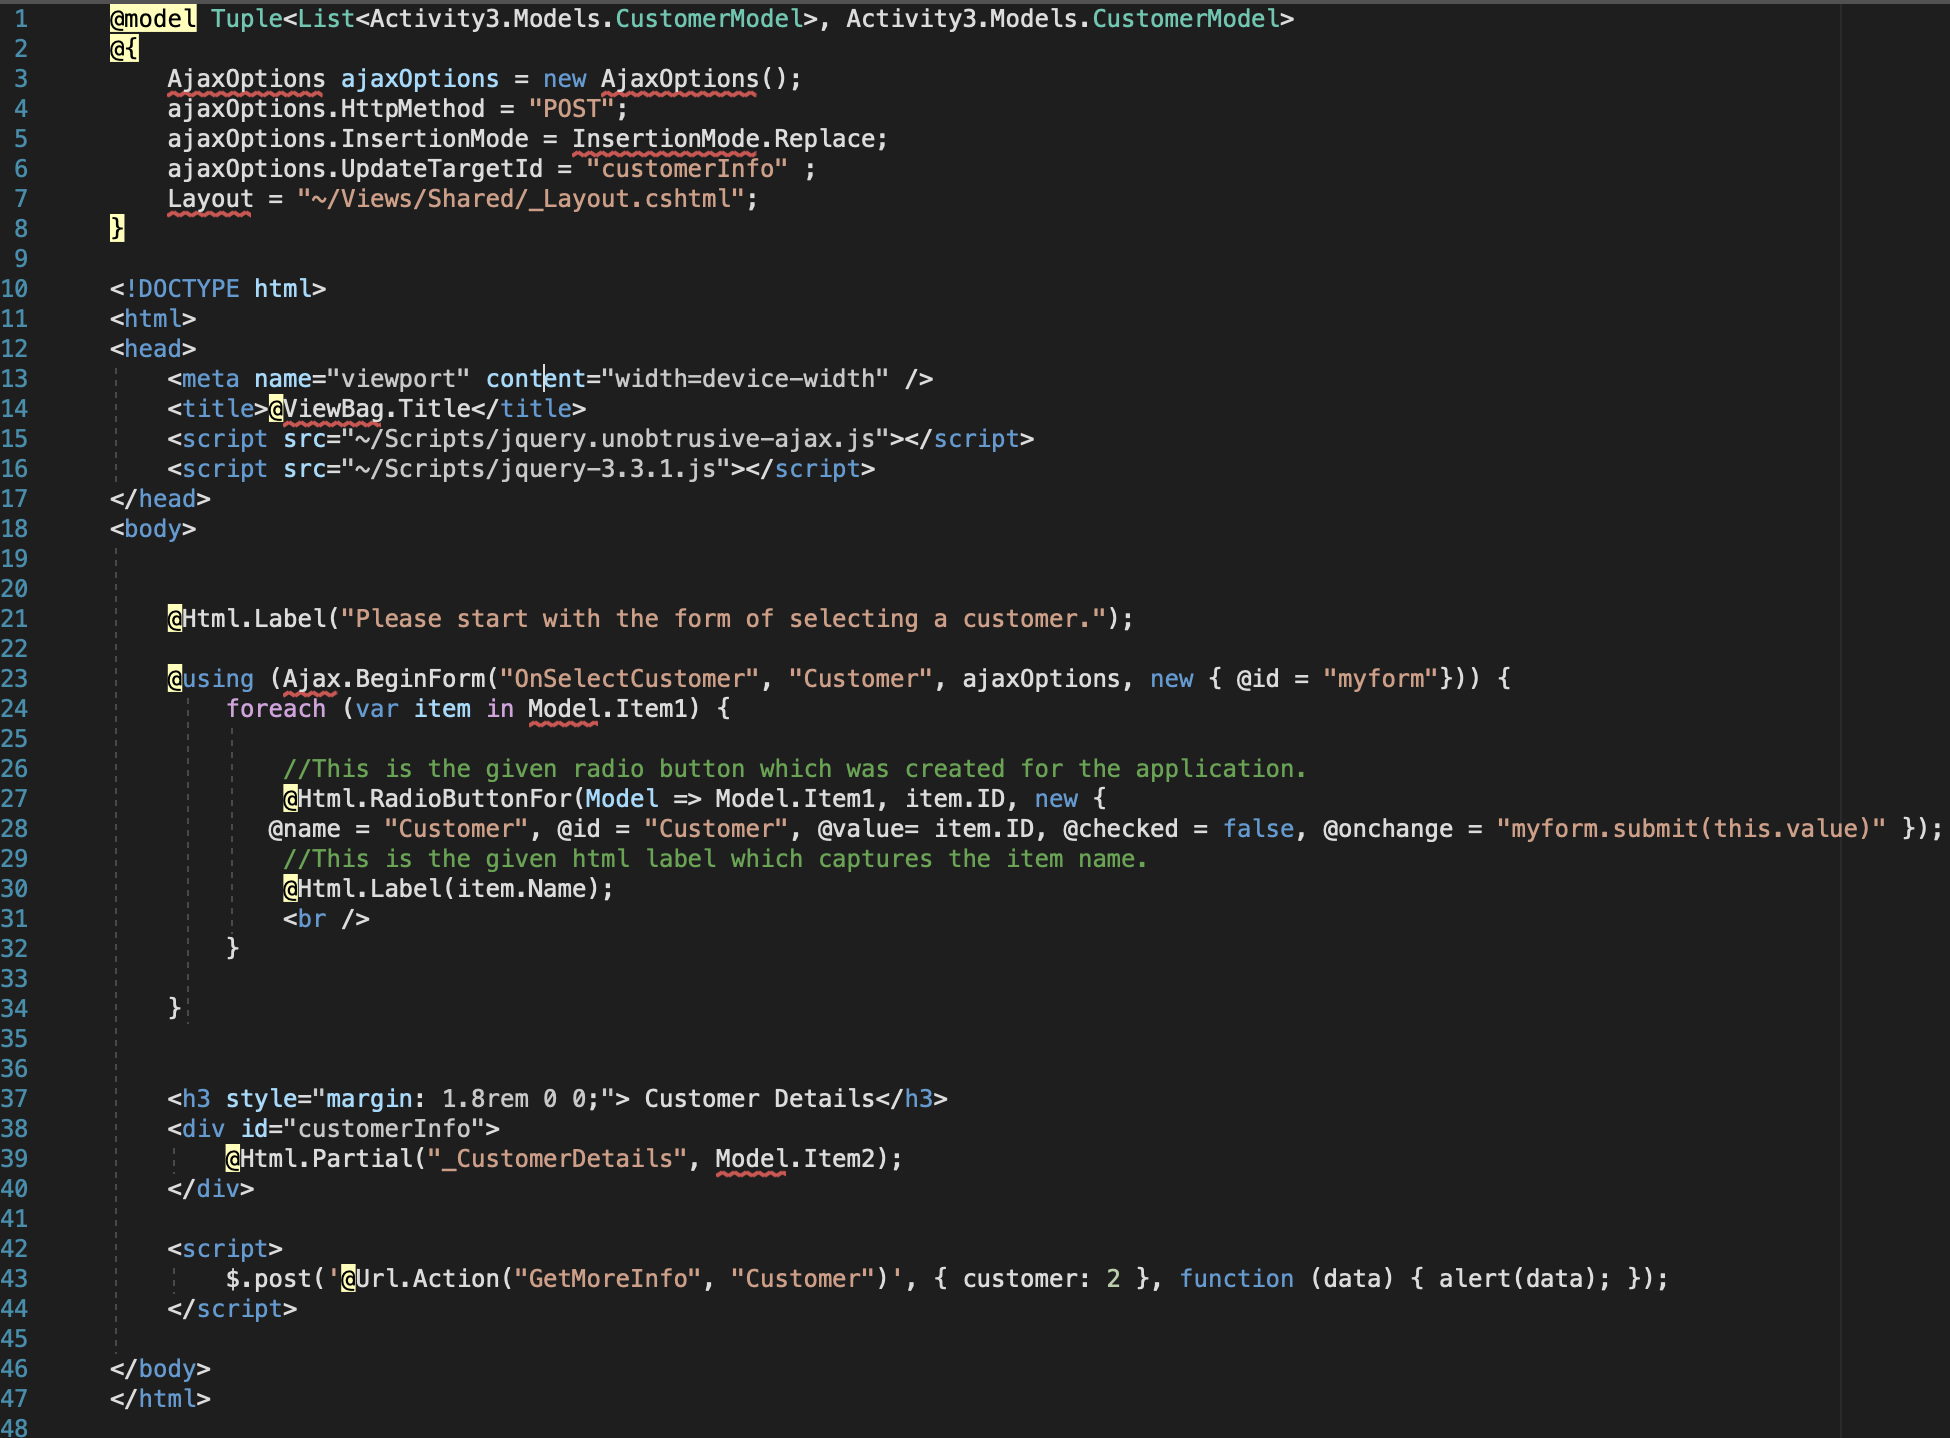 1 @model Tuple<List<Activity3.Models.CustomerModel>, Activity3.Models.CustomerModel>
2 @{
3 AjaxOptions ajaxOptions = new AjaxOptions();
4 ajaxOptions.HttpMethod = "POST";
5 ajaxOptions.InsertionMode = InsertionMode.Replace;
6 ajaxOptions.UpdateTargetId = "customerInfo" ;
7 Layout = "~/Views/Shared/_Layout.cshtml";
8 }
9
10 <!DOCTYPE html>
11 <html>
12 <head>
13 <meta name="viewport" content="width=device-width" />
14 <title>@ViewBag.Title</title>
15 <script src="~/Scripts/jquery.unobtrusive-ajax.js"></script>
16 <script src="~/Scripts/jquery-3.3.1.js"></script>
17 </head>
18 <body>
19
20
21 @Html.Label("Please start with the form of selecting a customer.");
22
23 @using (Ajax.BeginForm("OnSelectCustomer", "Customer", ajaxOptions, new { @id = "myform"})) {
24 foreach (var item in Model.Item1) {
25
26 //This is the given radio button which was created for the application.
27 @Html.RadioButtonFor(Model => Model.Item1, item.ID, new {
28 @name = "Customer", @id = "Customer", @value= item.ID, @checked = false, @onchange = "myform.submit(this.value)" });
29 //This is the given html label which captures the item name.
30 @Html.Label(item.Name);
31 <br />
32 }
33
34 }
35
36
37 <h3 style="margin: 1.8rem 0 0;"> Customer Details</h3>
38 <div id="customerInfo">
39 @Html.Partial("_CustomerDetails", Model.Item2);
40 </div>
41
42 <script>
43 $.post('@Url.Action("GetMoreInfo", "Customer")', { customer: 2 }, function (data) { alert(data); });
44 </script>
45
46 </body>
47 </html>
48